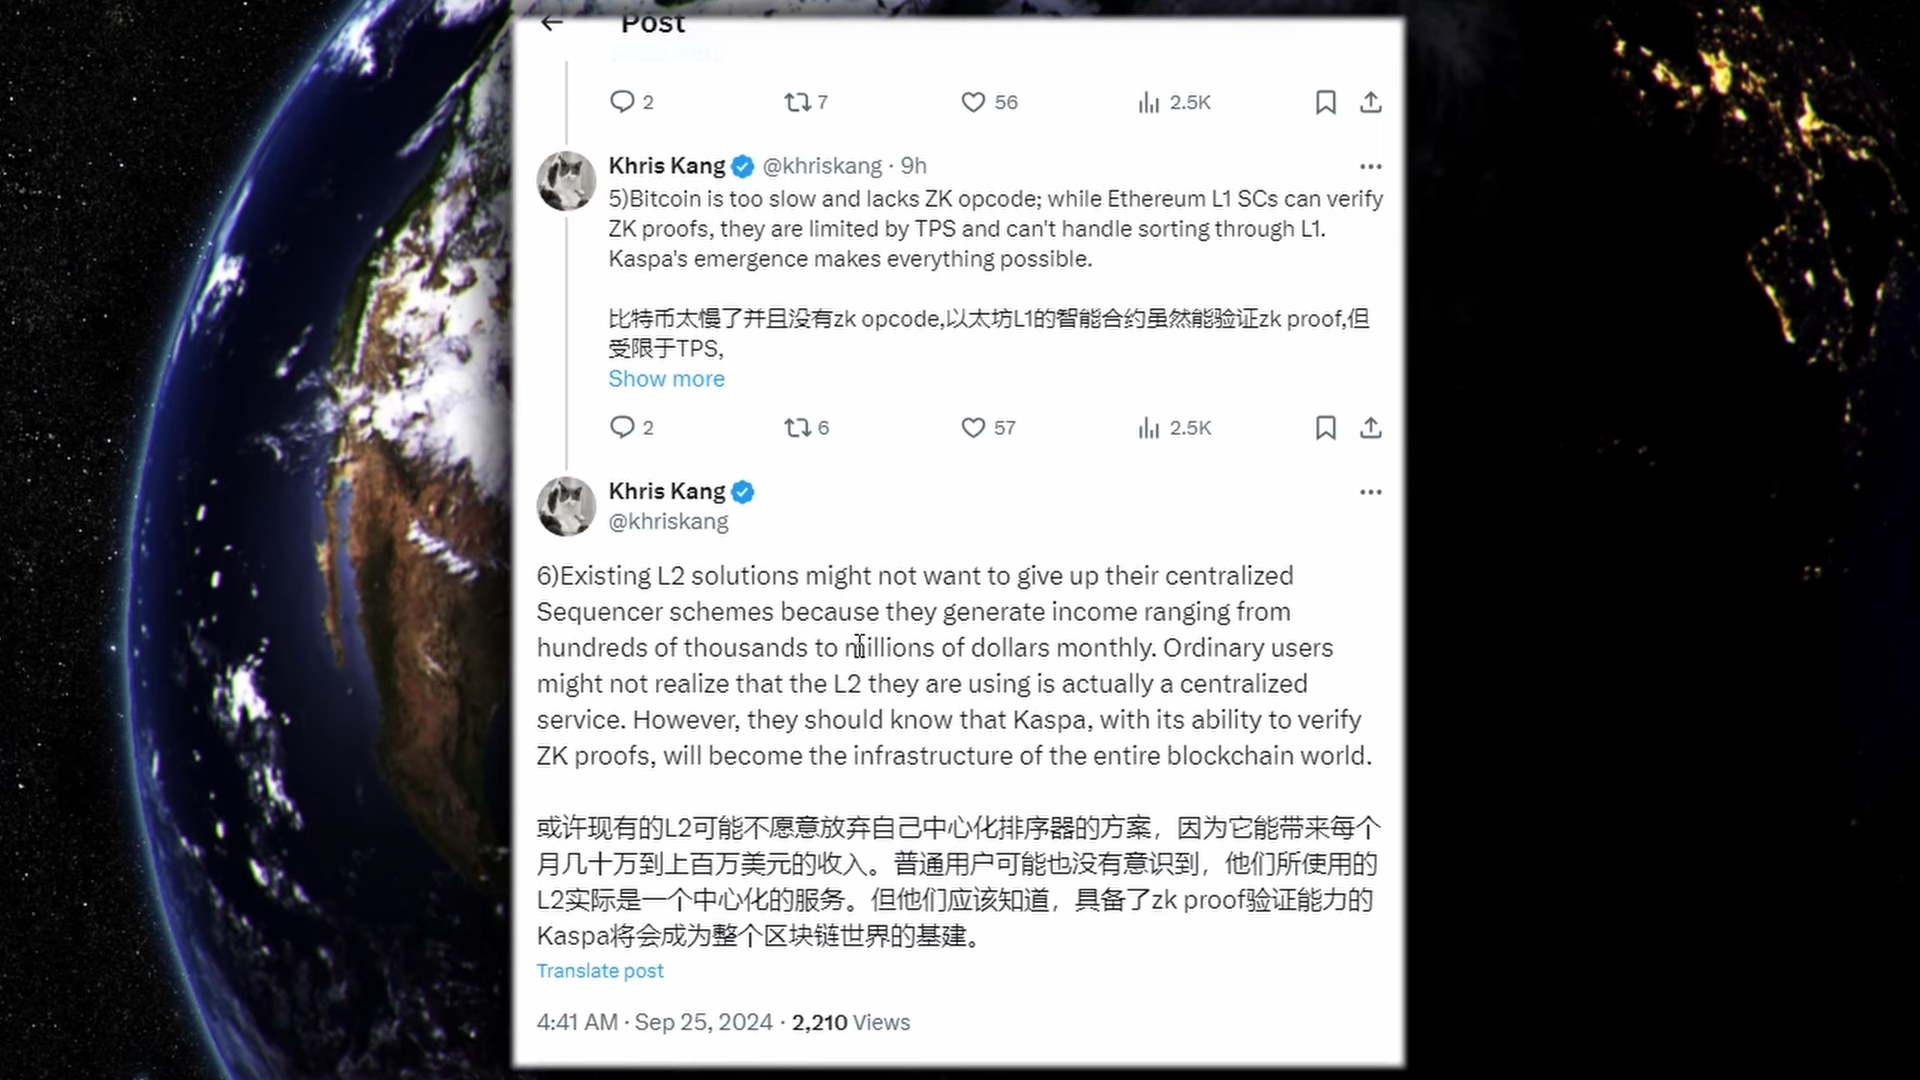 Post
2 7 56 2.5K
Khris Kang @khriskang · 9h
5)Bitcoin is too slow and lacks ZK opcode; while Ethereum L1 SCs can verify
ZK proofs, they are limited by TPS and can't handle sorting through L1.
Kaspa's emergence makes everything possible.
比特币太慢了并且没有zk opcode,以太坊L1的智能合约虽然能验证zk proof,但
受限于TPS,
Show more
2 6 57 2.5K
Khris Kang
@khriskang
6)Existing L2 solutions might not want to give up their centralized
Sequencer schemes because they generate income ranging from
hundreds of thousands to millions of dollars monthly. Ordinary users
might not realize that the L2 they are using is actually a centralized
service. However, they should know that Kaspa, with its ability to verify
ZK proofs, will become the infrastructure of the entire blockchain world.
或许现有的L2可能不愿意放弃自己中心化排序器的方案，因为它能带来每个
月几十万到上百万美元的收入。普通用户可能也没有意识到，他们所使用的
L2实际是一个中心化的服务。但他们应该知道，具备了zk proof验证能力的
Kaspa将会成为整个区块链世界的基建。
Translate post
4:41 AM · Sep 25, 2024 · 2,210 Views